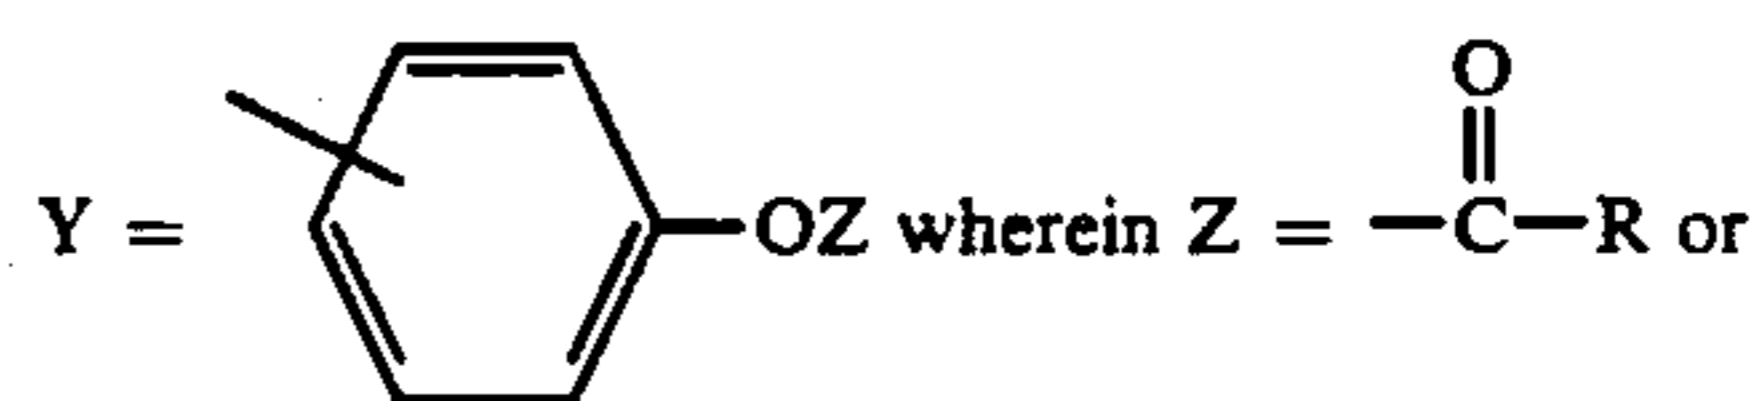 O
Y = OZ wherein Z = —C—R or